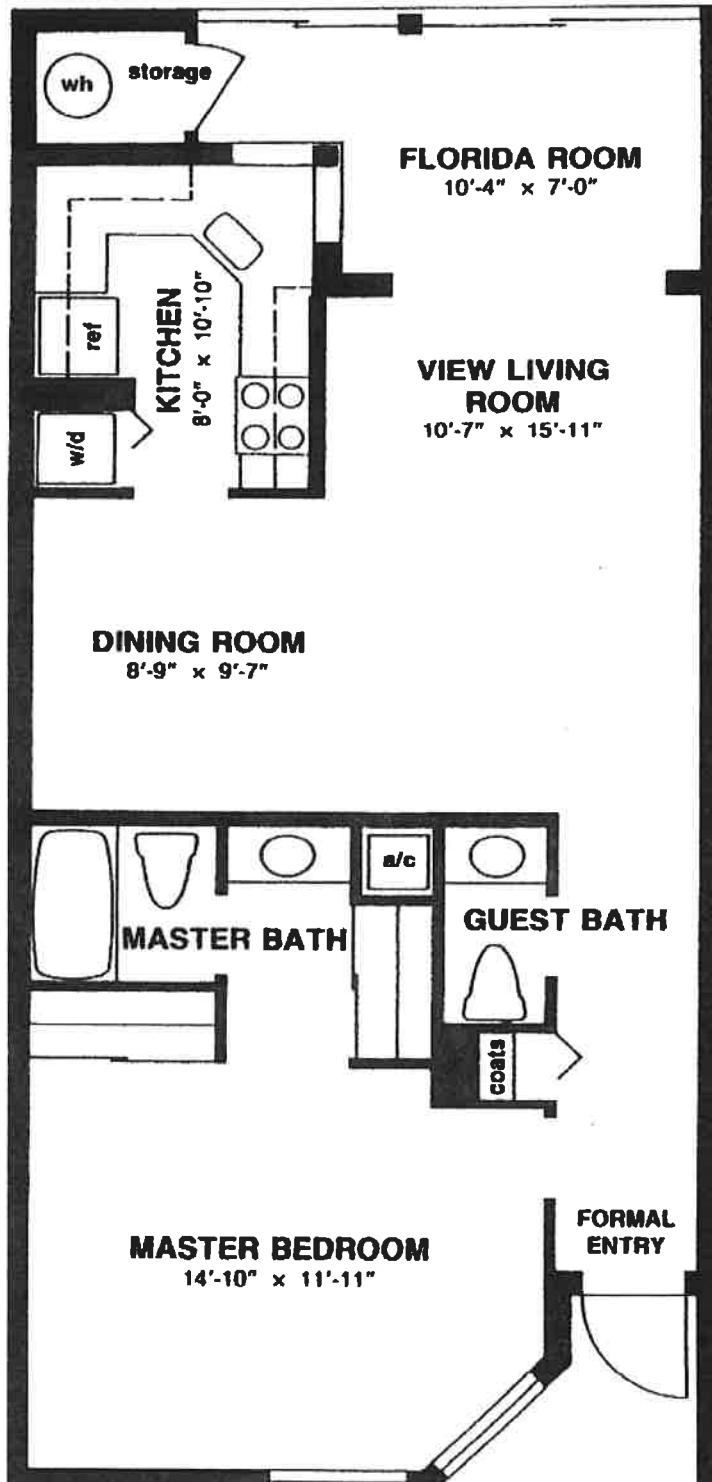 wh
storage
FLORIDA ROOM
10'-4" x 7'-0"
ref
KITCHEN
8'-0" x 10'-10"
VIEW LIVING
ROOM
10'-7" x 15'-11"
w/d
DINING ROOM
8'-9" x 9'-7"
a/c
MASTER BATH
GUEST BATH
coats
MASTER BEDROOM
14'-10" x 11'-11"
FORMAL
ENTRY